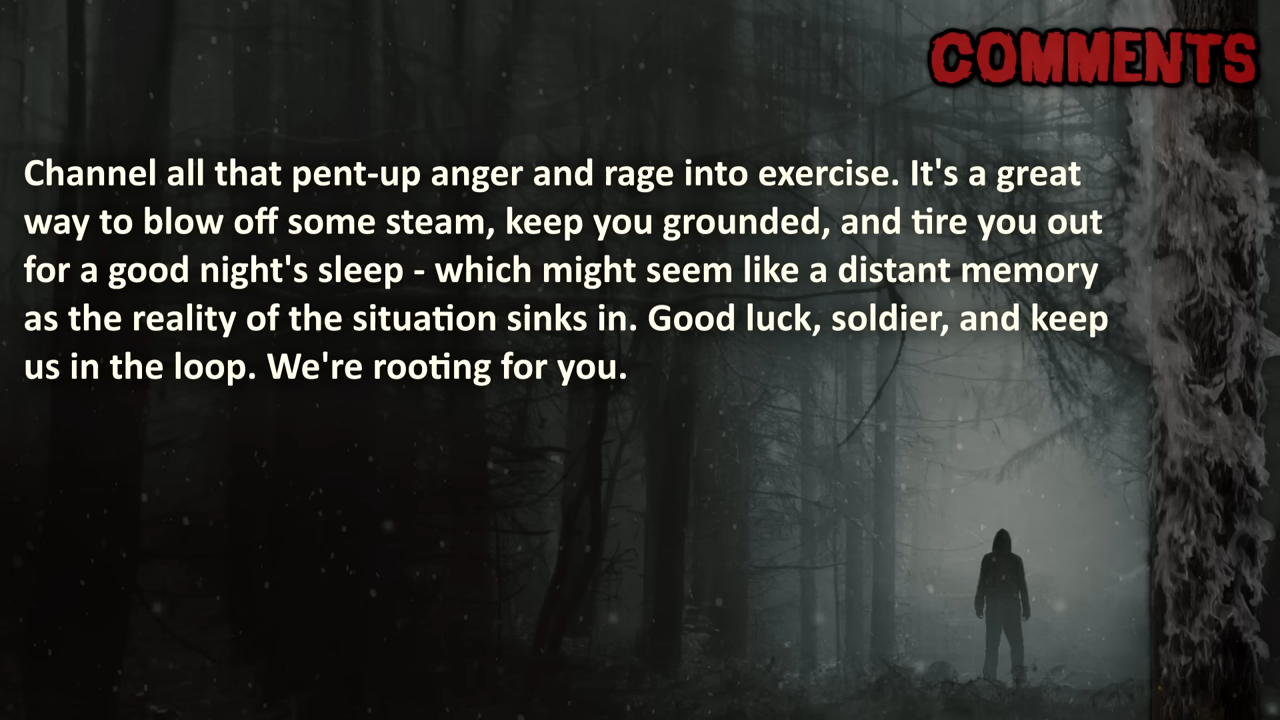 COMMENTS
Channel all that pent-up anger and rage into exercise. It's a great
way to blow off some steam, keep you grounded, and tire you out
for a good night's sleep - which might seem like a distant memory
as the reality of the situation sinks in. Good luck, soldier, and keep
us in the loop. We're rooting for you.